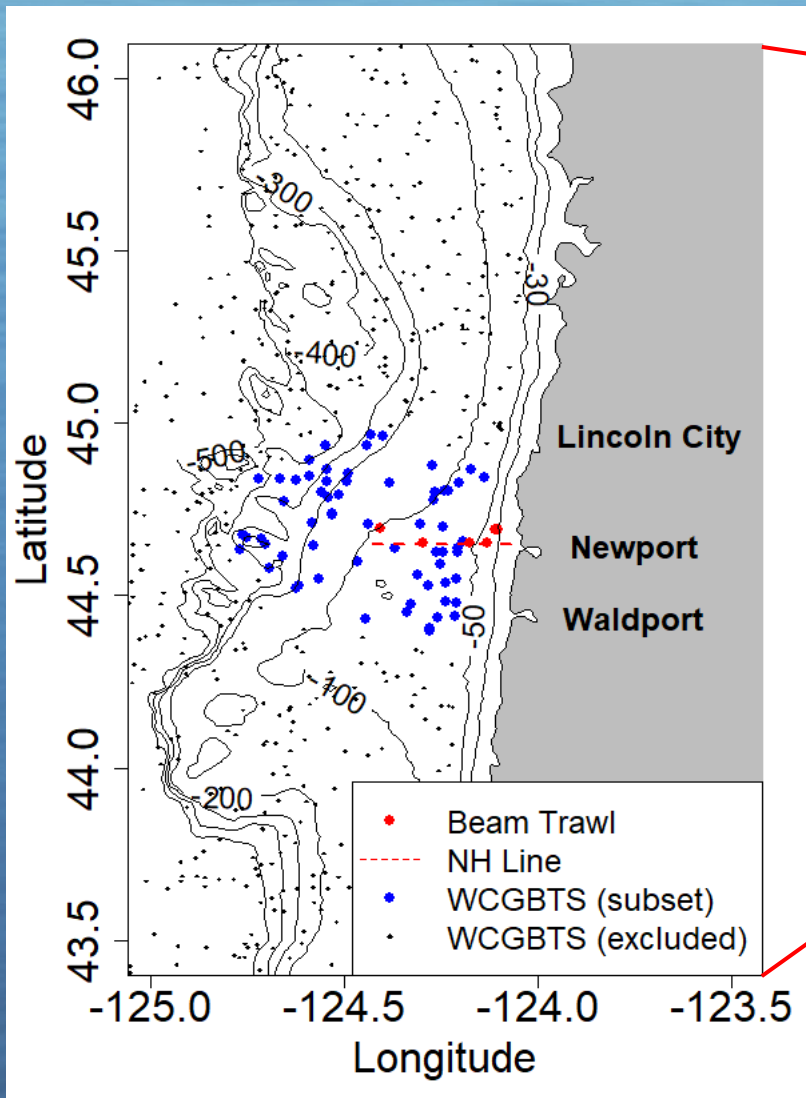 46.0
45.5
45.0
44.5
44.0
43.5
Latitude
-300
-30
-400
-500
Lincoln City
Newport
Waldport
-50
-100
-200
Beam Trawl
NH Line
WCGBTS (subset)
WCGBTS (excluded)
-125.0 -124.5 -124.0 -123.5
Longitude